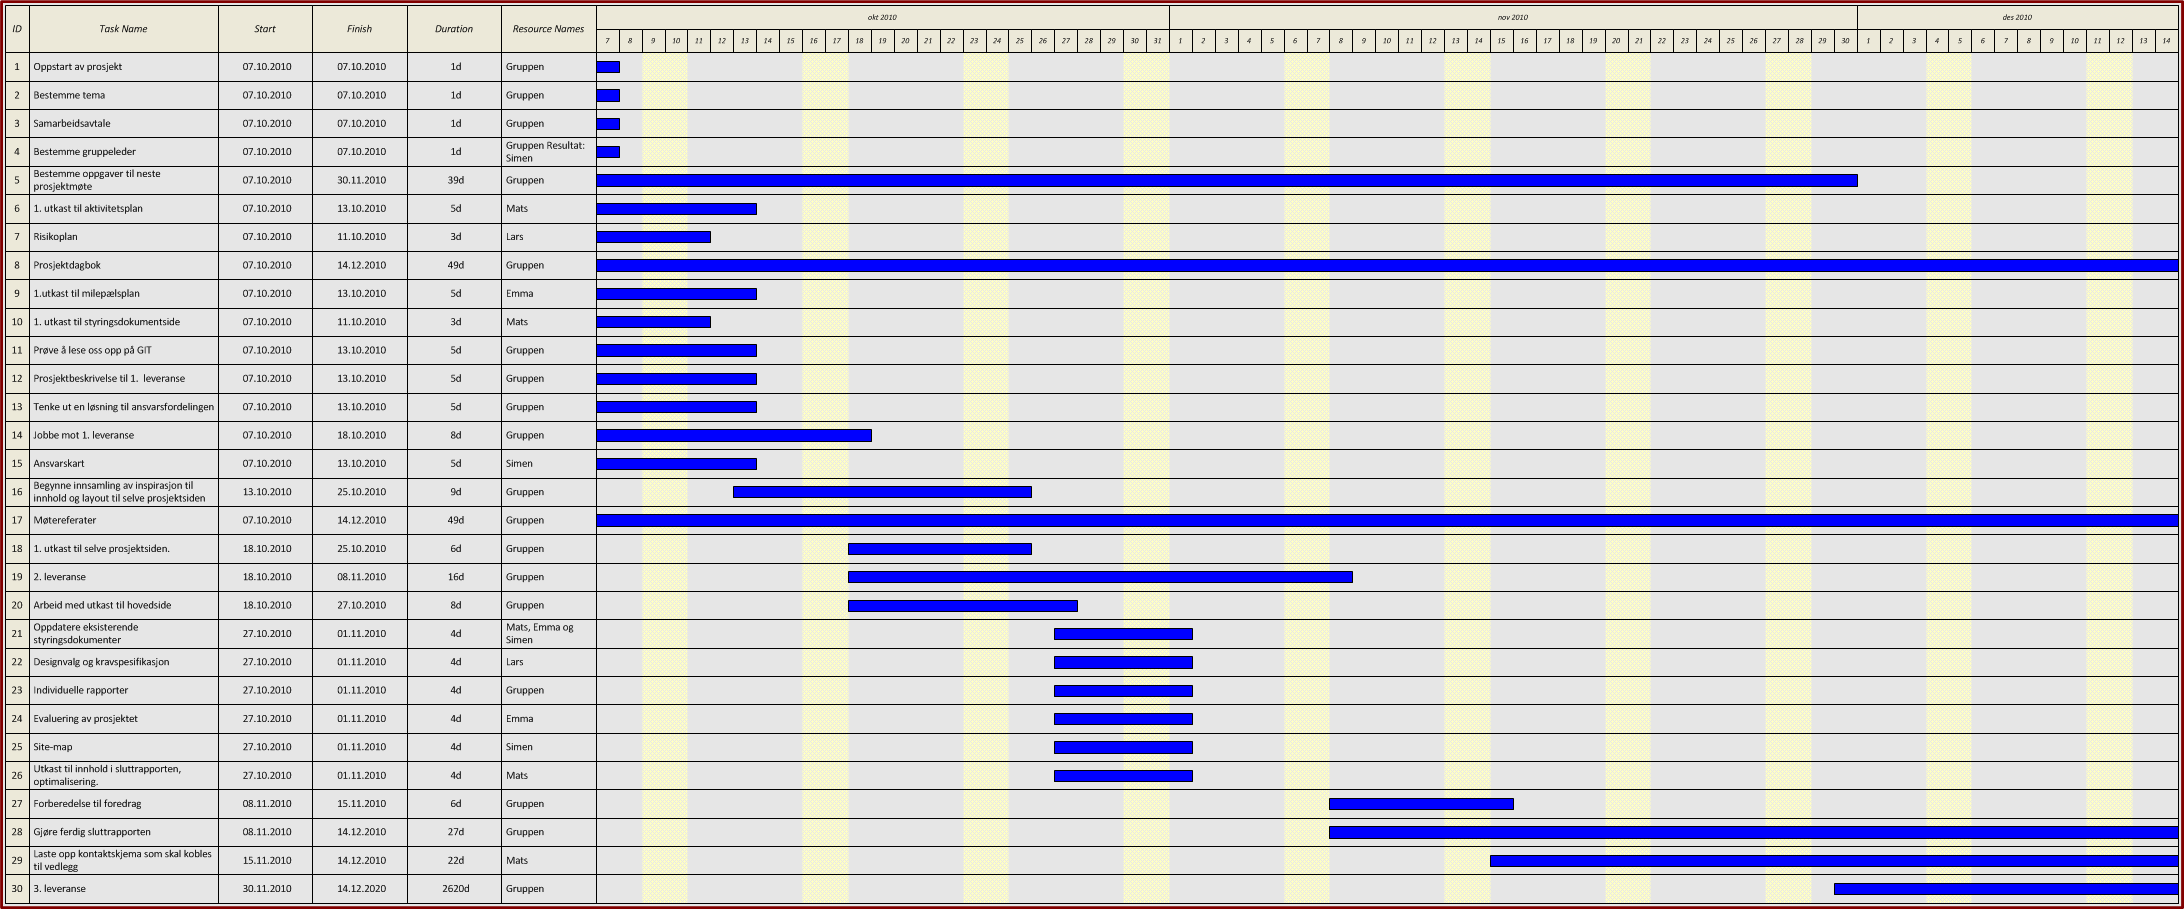 ID Task Name Start Finish Duration Resource Names okt 2010 nov 2010 des 2010
7 8 9 10 11 12 13 14 15 16 17 18 19 20 21 22 23 24 25 26 27 28 29 30 31 1 2 3 4 5 6 7 8 9 10 11 12 13 14 15 16 17 18 19 20 21 22 23 24 25 26 27 28 29 30 1 2 3 4 5 6 7 8 9 10 11 12 13 14
1 Oppstart av prosjekt 07.10.2010 07.10.2010 1d Gruppen
2 Bestemme tema 07.10.2010 07.10.2010 1d Gruppen
3 Samarbeidsavtale 07.10.2010 07.10.2010 1d Gruppen
4 Bestemme gruppeleder 07.10.2010 07.10.2010 1d Gruppen Resultat:
Simen
5 Bestemme oppgaver til neste
prosjektmøte 07.10.2010 30.11.2010 39d Gruppen
6 1. utkast til aktivitetsplan 07.10.2010 13.10.2010 5d Mats
7 Risikoplan 07.10.2010 11.10.2010 3d Lars
8 Prosjektdagbok 07.10.2010 14.12.2010 49d Gruppen
9 1.utkast til milepælsplan 07.10.2010 13.10.2010 5d Emma
10 1. utkast til styringsdokumentside 07.10.2010 11.10.2010 3d Mats
11 Prøve å lese oss opp på GIT 07.10.2010 13.10.2010 5d Gruppen
12 Prosjektbeskrivelse til 1. leveranse 07.10.2010 13.10.2010 5d Gruppen
13 Tenke ut en løsning til ansvarsfordelingen 07.10.2010 13.10.2010 5d Gruppen
14 Jobbe mot 1. leveranse 07.10.2010 18.10.2010 8d Gruppen
15 Ansvarskart 07.10.2010 13.10.2010 5d Simen
16 Begynne innsamling av inspirasjon til
innhold og layout til selve prosjektsiden 13.10.2010 25.10.2010 9d Gruppen
17 Møtereferater 07.10.2010 14.12.2010 49d Gruppen
18 1. utkast til selve prosjektsiden. 18.10.2010 25.10.2010 6d Gruppen
19 2. leveranse 18.10.2010 08.11.2010 16d Gruppen
20 Arbeid med utkast til hovedside 18.10.2010 27.10.2010 8d Gruppen
21 Oppdatere eksisterende
styringsdokumenter 27.10.2010 01.11.2010 4d Mats, Emma og
Simen
22 Designvalg og kravspesifikasjon 27.10.2010 01.11.2010 4d Lars
23 Individuelle rapporter 27.10.2010 01.11.2010 4d Gruppen
24 Evaluering av prosjektet 27.10.2010 01.11.2010 4d Emma
25 Site-map 27.10.2010 01.11.2010 4d Simen
26 Utkast til innhold i sluttrapporten,
optimalisering. 27.10.2010 01.11.2010 4d Mats
27 Forberedelse til foredrag 08.11.2010 15.11.2010 6d Gruppen
28 Gjøre ferdig sluttrapporten 08.11.2010 14.12.2010 27d Gruppen
29 Laste opp kontaktskjema som skal kobles
til vedlegg 15.11.2010 14.12.2010 22d Mats
30 3. leveranse 30.11.2010 14.12.2020 2620d Gruppen